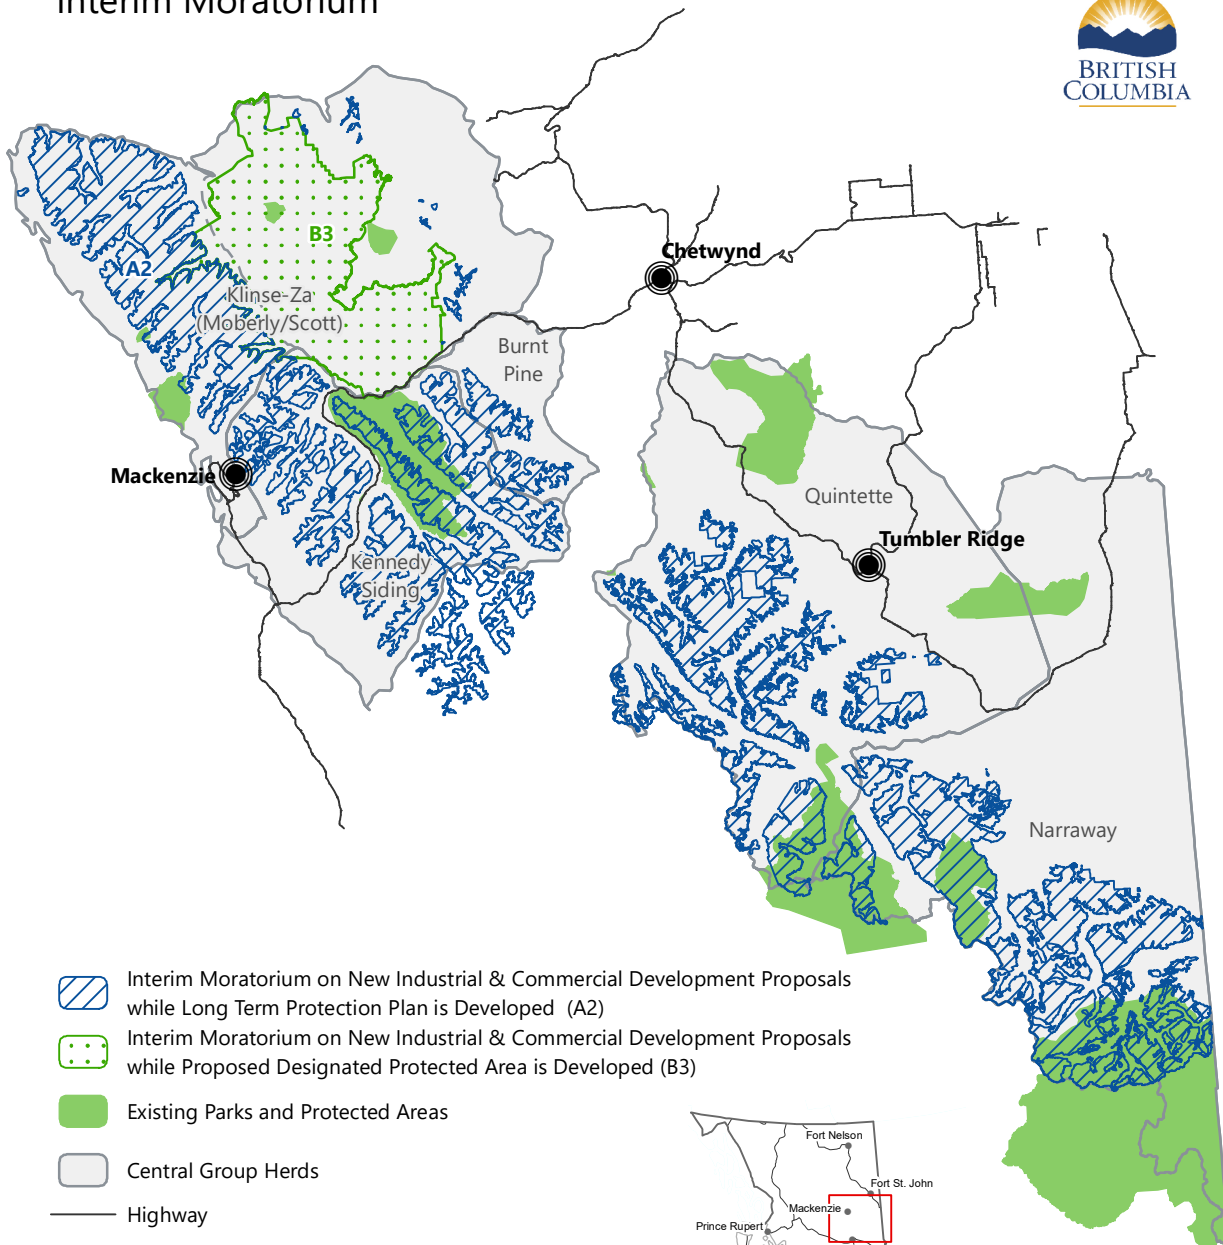 Interim Moratorium
BRITISH
COLUMBIA
Chetwynd
B3
A2
Klinse-Za
(Moberly/Scott)
Burnt
Pine
Mackenzie
Quintette
Tumbler Ridge
Kennedy
Siding
Narraway
Interim Moratorium on New Industrial & Commercial Development Proposals
while Long Term Protection Plan is Developed (A2)
Interim Moratorium on New Industrial & Commercial Development Proposals
while Proposed Designated Protected Area is Developed (B3)
Existing Parks and Protected Areas
Central Group Herds
Highway
Fort Nelson
Fort St. John
Mackenzie
Prince Rupert